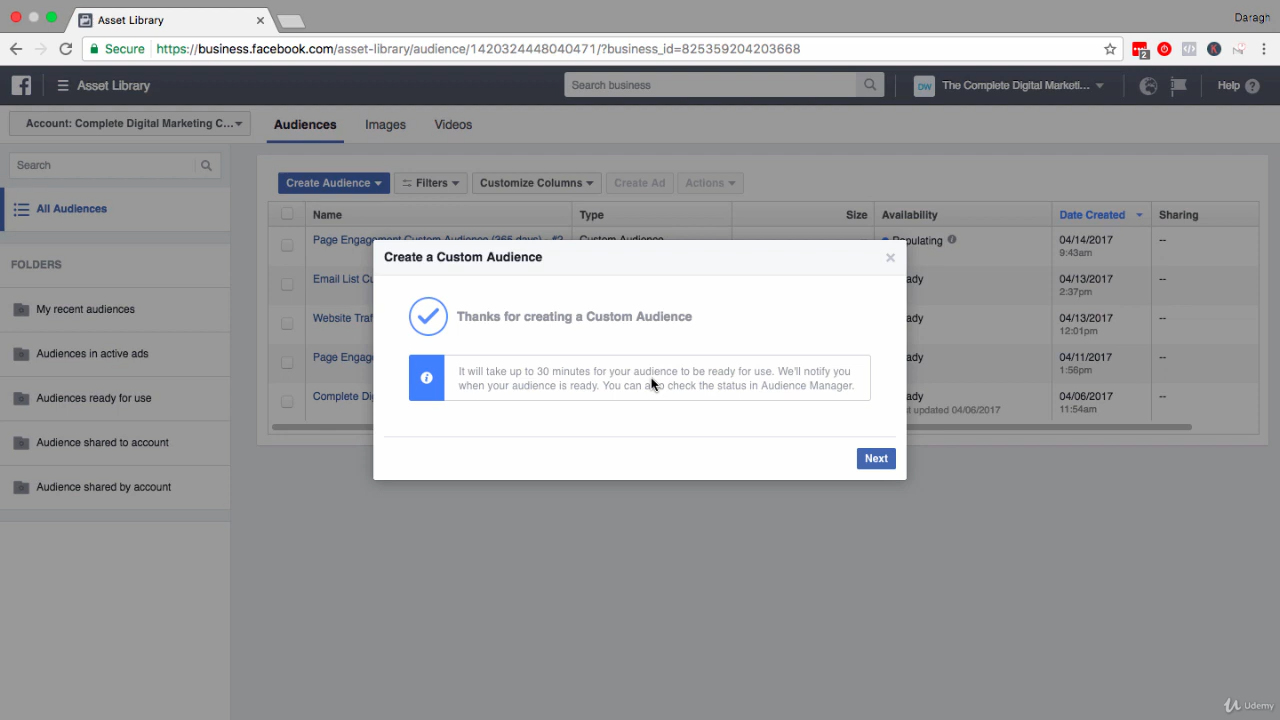 Asset Library
Daragh
Secure
https://business.facebook.com/asset-library/audience/1420324448040471/?business_id=825359204203668
2
K
Asset Library
Search business
DW
The Complete Digital Marketi...
Help
Account: Complete Digital Marketing C...
Audiences
Images
Videos
Search
All Audiences
FOLDERS
My recent audiences
Audiences in active ads
Audiences ready for use
Audience shared to account
Audience shared by account
Create Audience
Filters
Customize Columns
Create Ad
Actions
Name
Type
Size
Availability
Date Created
Sharing
Page Engagement Custom Audience (365 days) - #2
Custom Audience
--
Populating
04/14/2017
--
9:43am
Email List Cu
ady
04/13/2017
--
2:37pm
Website Traf
ady
04/13/2017
--
12:01pm
Page Engag
ady
04/11/2017
--
1:56pm
Complete Di
ady
04/06/2017
--
t updated 04/06/2017
11:54am
Create a Custom Audience
Thanks for creating a Custom Audience
It will take up to 30 minutes for your audience to be ready for use. We'll notify you
when your audience is ready. You can also check the status in Audience Manager.
Next
Udemy